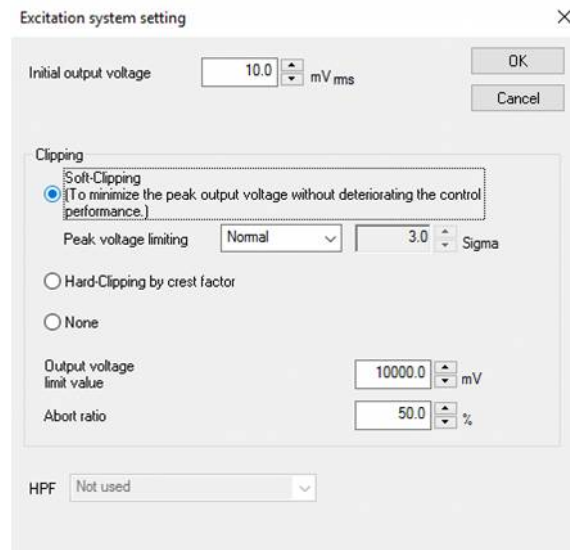 Excitation system setting
Initial output voltage 10.0 mV rms
OK
Cancel
Clipping
Soft-Clipping
(To minimize the peak output voltage without deteriorating the control
performance.)
Peak voltage limiting Normal 3.0 Sigma
Hard-Clipping by crest factor
None
Output voltage
limit value 10000.0 mV
Abort ratio 50.0 %
HPF Not used